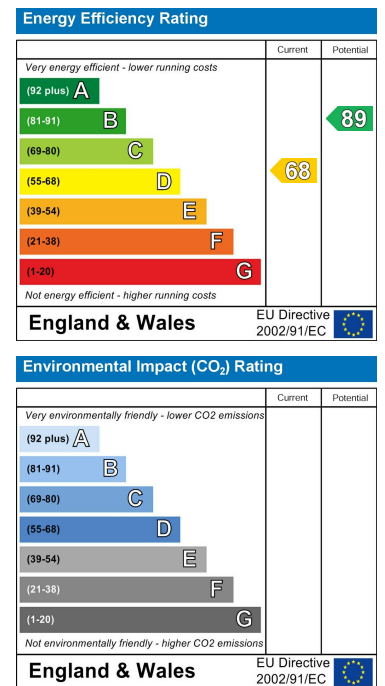 Energy Efficiency Rating
Current Potential
Very energy efficient - lower running costs
(92 plus) A
(81-91) B
89
(69-80) C
(55-68) D
68
(39-54) E
(21-38) F
(1-20) G
Not energy efficient - higher running costs
England & Wales
EU Directive
2002/91/EC
Environmental Impact (CO₂) Rating
Current Potential
Very environmentally friendly - lower CO2 emissions
(92 plus) A
(81-91) B
(69-80) C
(55-68) D
(39-54) E
(21-38) F
(1-20) G
Not environmentally friendly - higher CO2 emissions
England & Wales
EU Directive
2002/91/EC